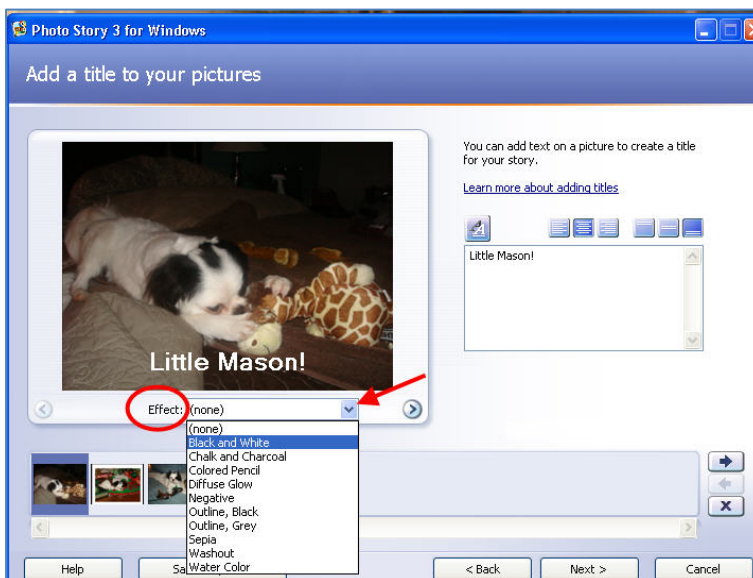 Photo Story 3 for Windows
Add a title to your pictures
You can add text on a picture to create a title
for your story.
Learn more about adding titles
Little Mason!
Little Mason!
Effect: (none)
(none)
Black and White
Chalk and Charcoal
Colored Pencil
Diffuse Glow
Negative
Outline, Black
Outline, Grey
Sepia
Washout
Water Color
Help
< Back
Next >
Cancel